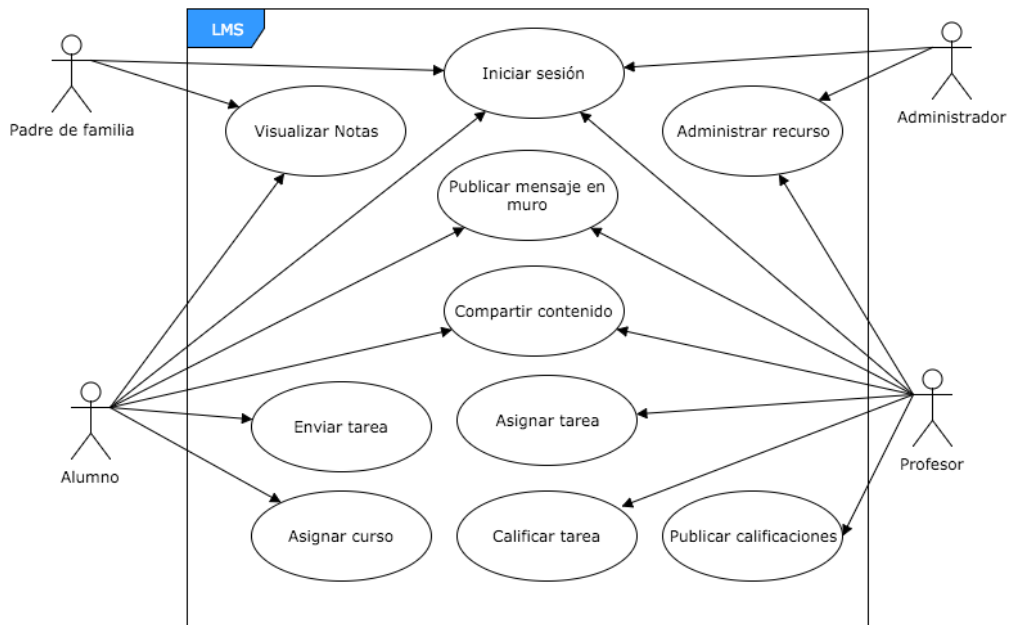 LMS
Iniciar sesión
Padre de familia
Visualizar Notas
Administrar recurso
Administrador
Publicar mensaje en
muro
Compartir contenido
Enviar tarea
Asignar tarea
Alumno
Profesor
Asignar curso
Calificar tarea
Publicar calificaciones